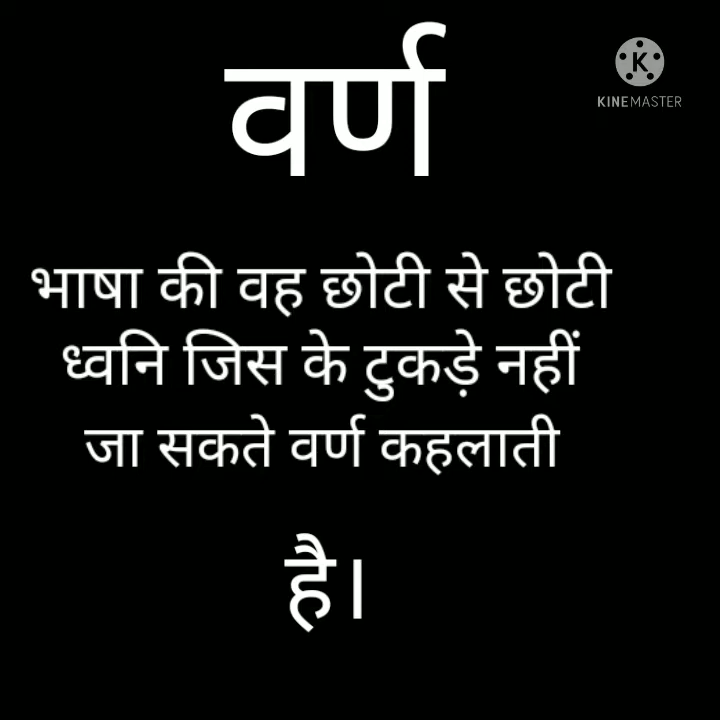 वर्ण
KINEMASTER
भाषा की वह छोटी से छोटी
ध्वनि जिस के टुकड़े नहीं
जा सकते वर्ण कहलाती
है।